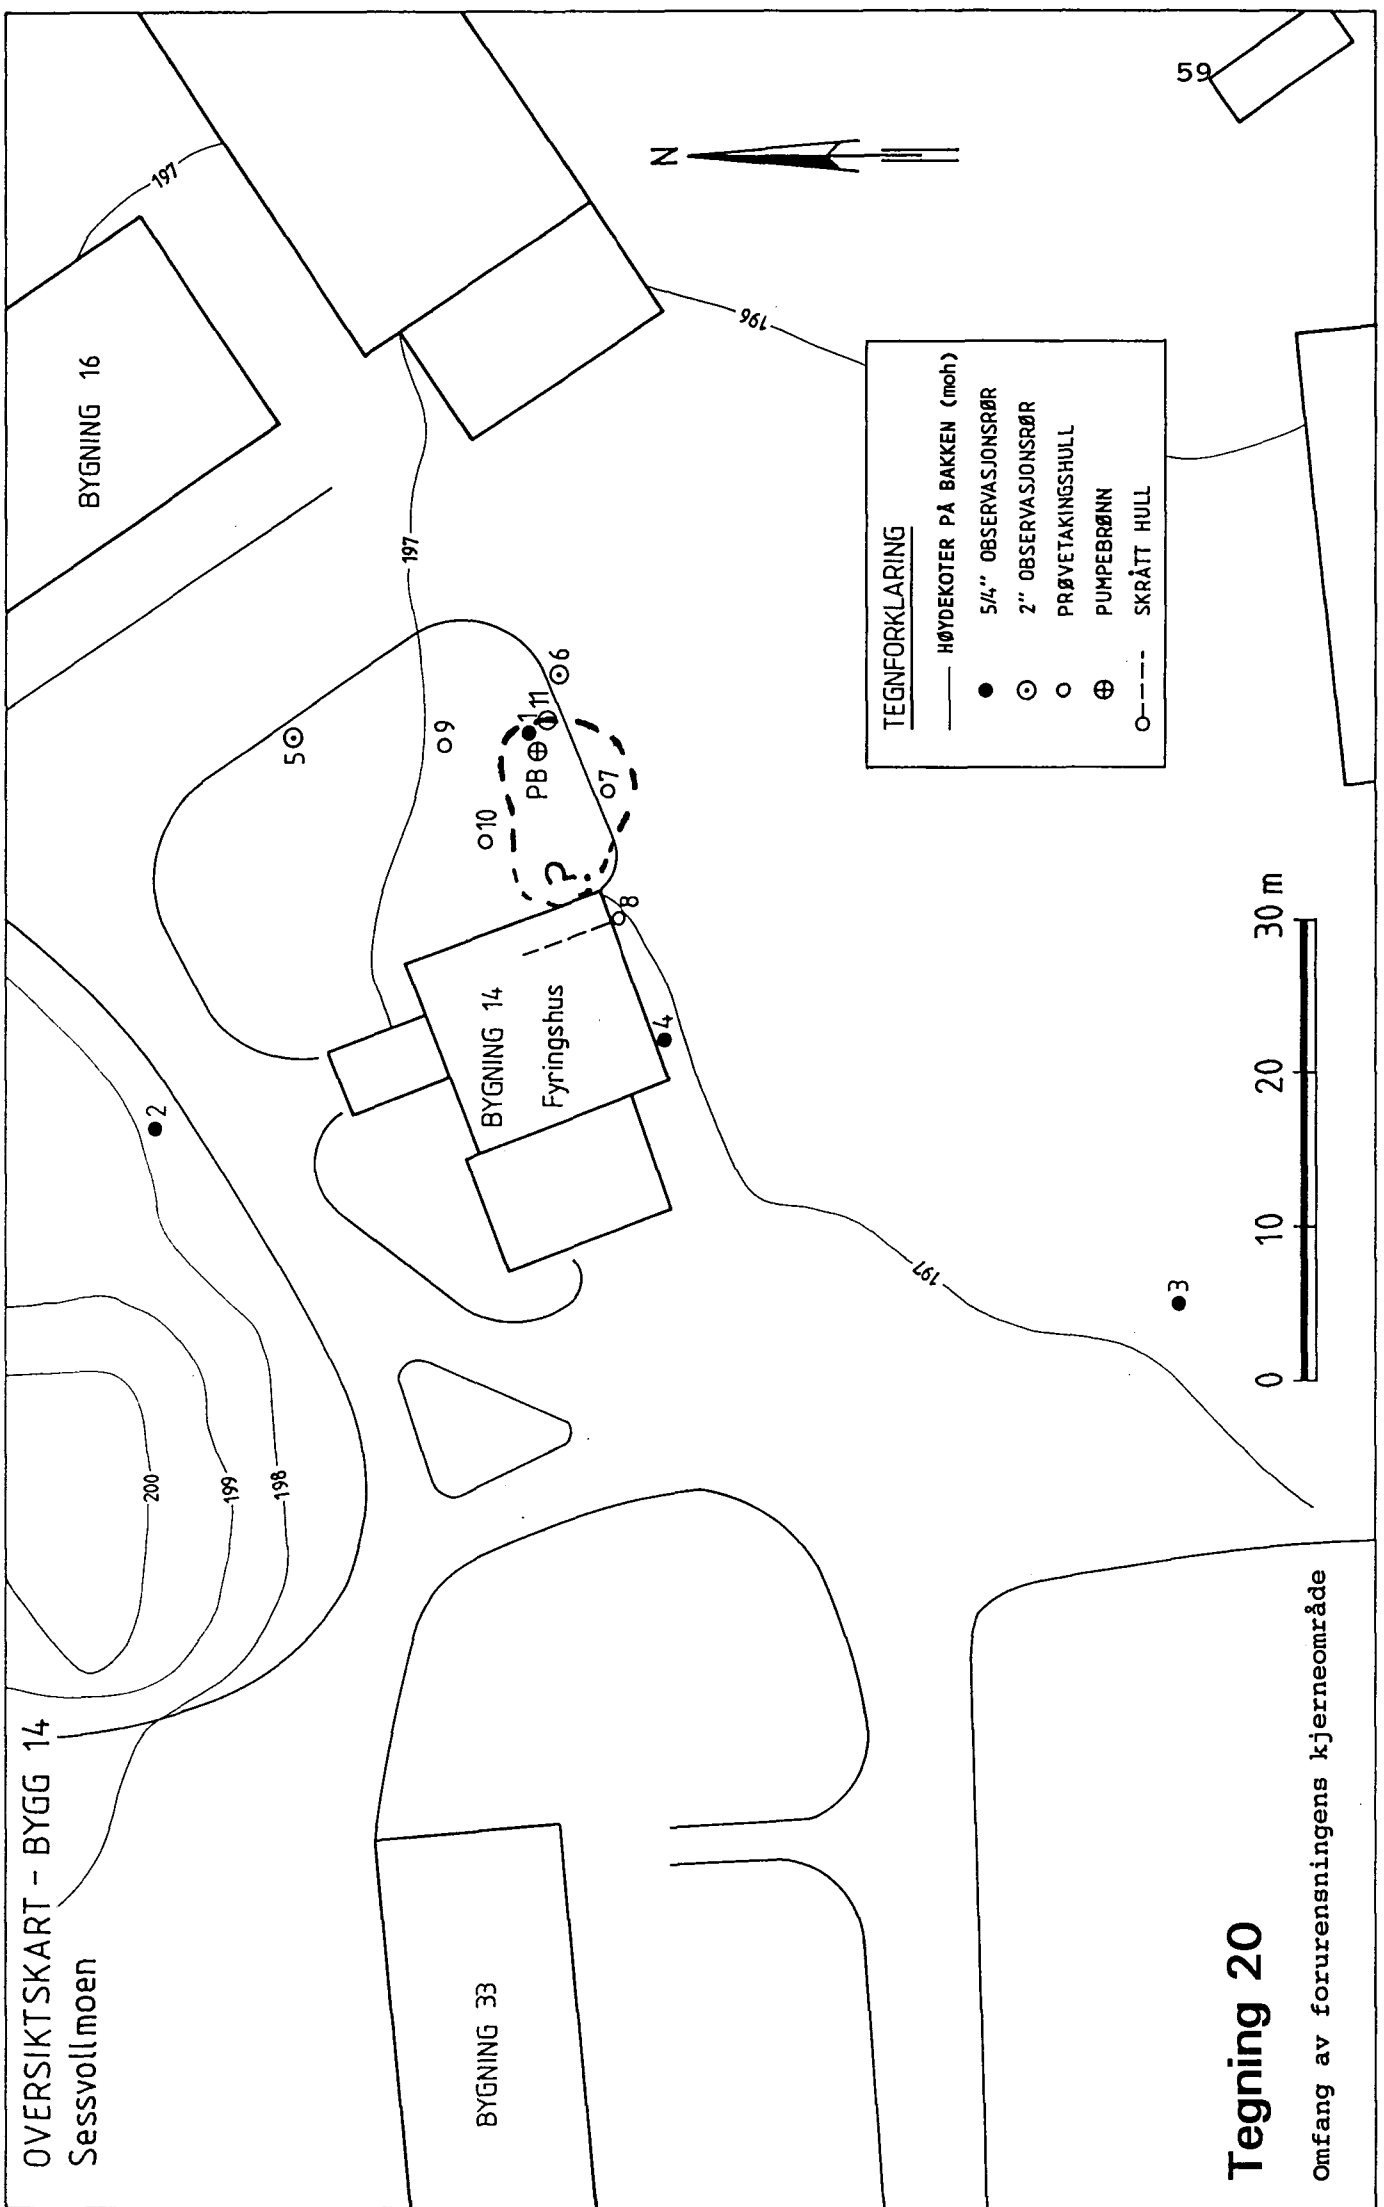 OVERSIKTSKART - BYGG 14
Sessvollmoen
59
N
197
BYGNING 16
200
199
198
2
197
5
9
10
PB
1
11
6
7
?
8
BYGNING 14
Fyringshus
4
196
BYGNING 33
197
3
TEGNFORKLARING
HØYDEKOTER PÅ BAKKEN (moh)
5/4" OBSERVASJONSRØR
2" OBSERVASJONSRØR
PRØVETAKINGSHULL
PUMPEBRØNN
SKRÅTT HULL
0 10 20 30 m
Tegning 20
Omfang av forurensningens kjerneområde